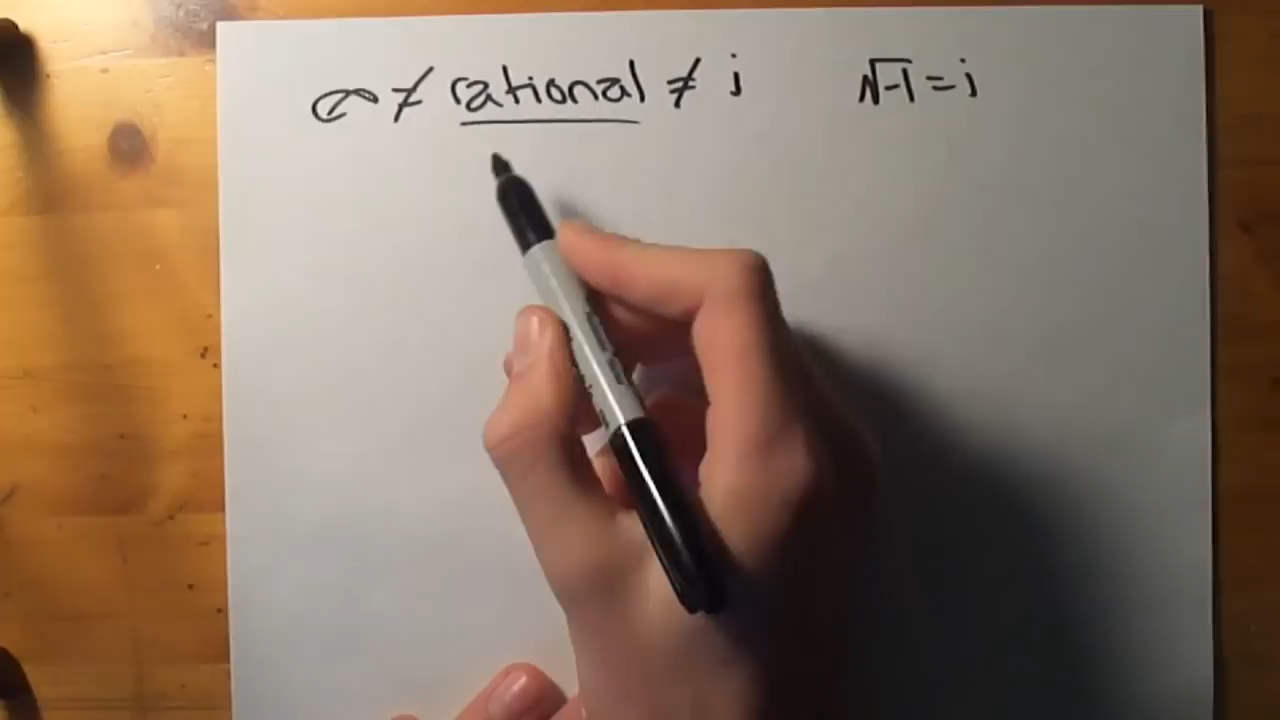 ∞ ≠ rational ≠ i √-1 = i